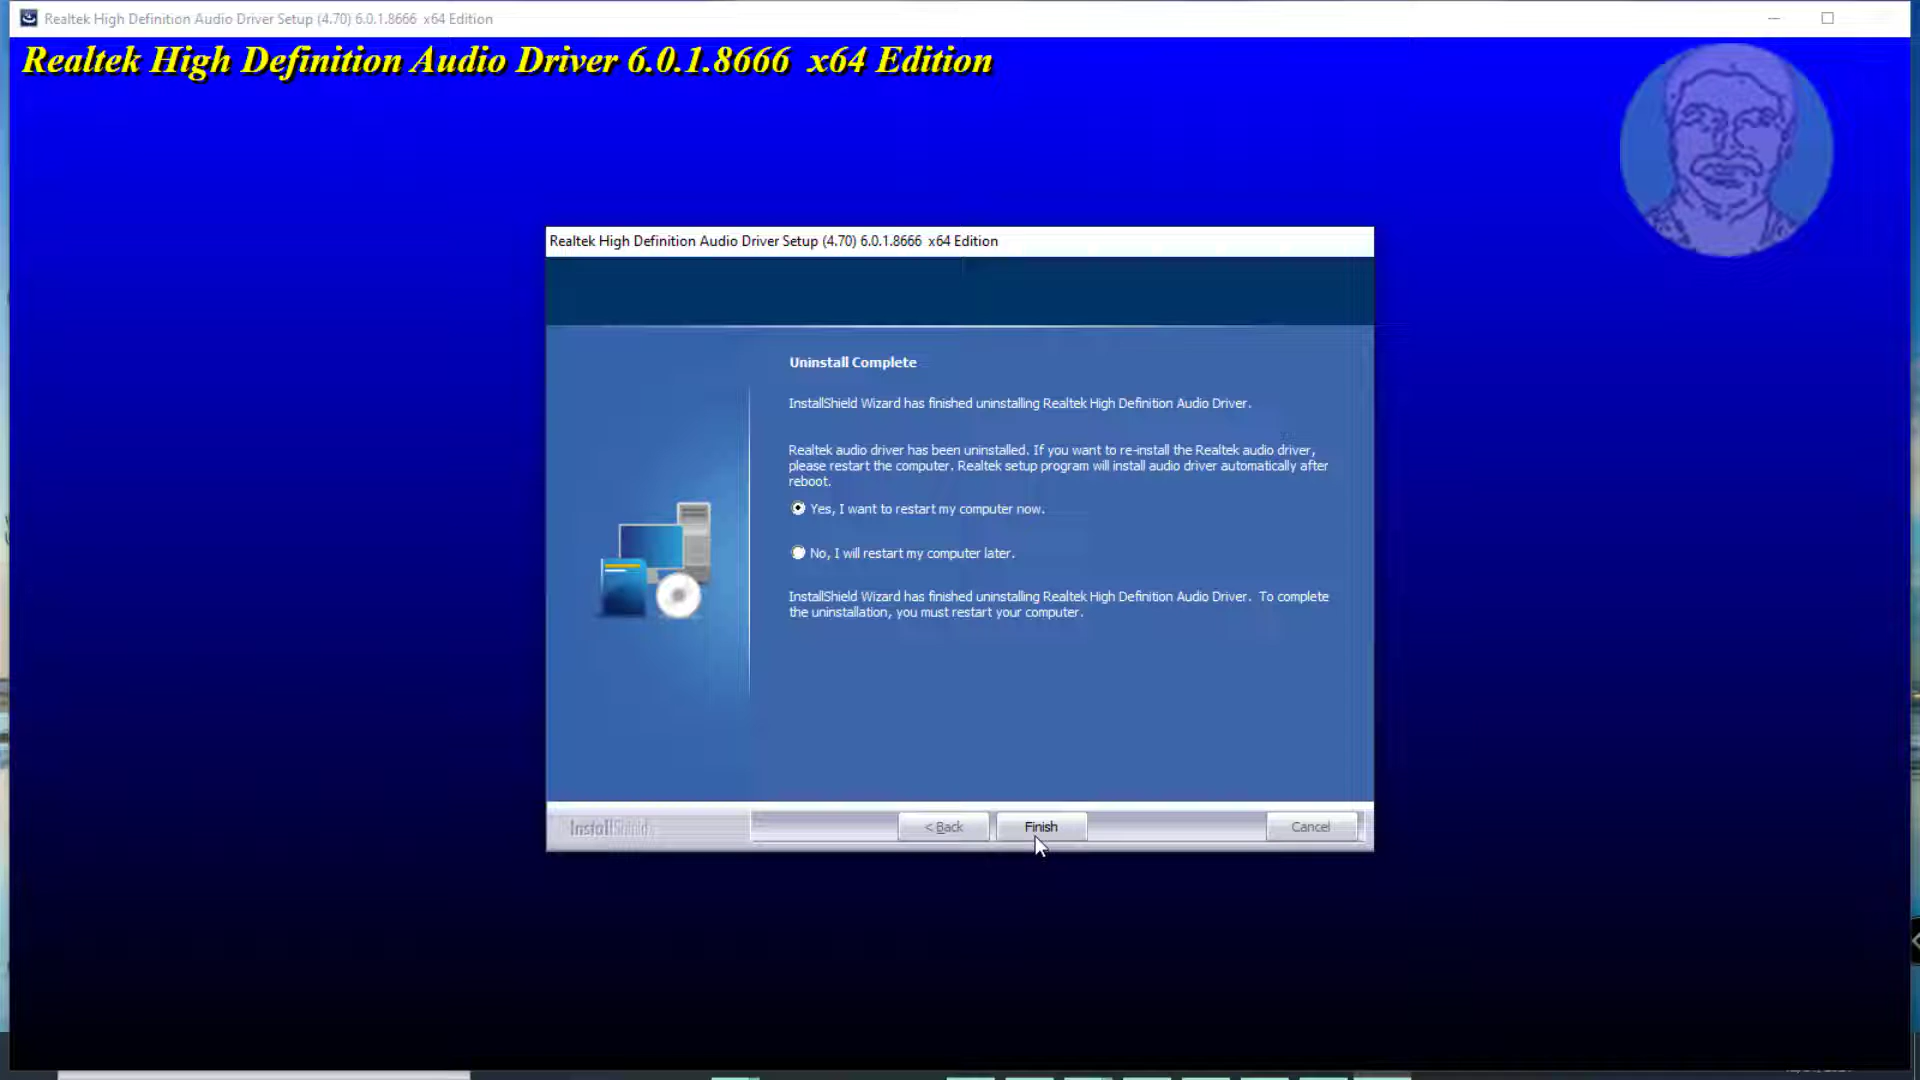 Realtek High Definition Audio Driver Setup (4.70) 6.0.1.8666 x64 Edition
Realtek High Definition Audio Driver 6.0.1.8666 x64 Edition
Realtek High Definition Audio Driver Setup (4.70) 6.0.1.8666 x64 Edition
Uninstall Complete
InstallShield Wizard has finished uninstalling Realtek High Definition Audio Driver.
Realtek audio driver has been uninstalled. If you want to re-install the Realtek audio driver,
please restart the computer. Realtek setup program will install audio driver automatically after
reboot.
Yes, I want to restart my computer now.
No, I will restart my computer later.
InstallShield Wizard has finished uninstalling Realtek High Definition Audio Driver. To complete
the uninstallation, you must restart your computer.
InstallShield
< Back
Finish
Cancel